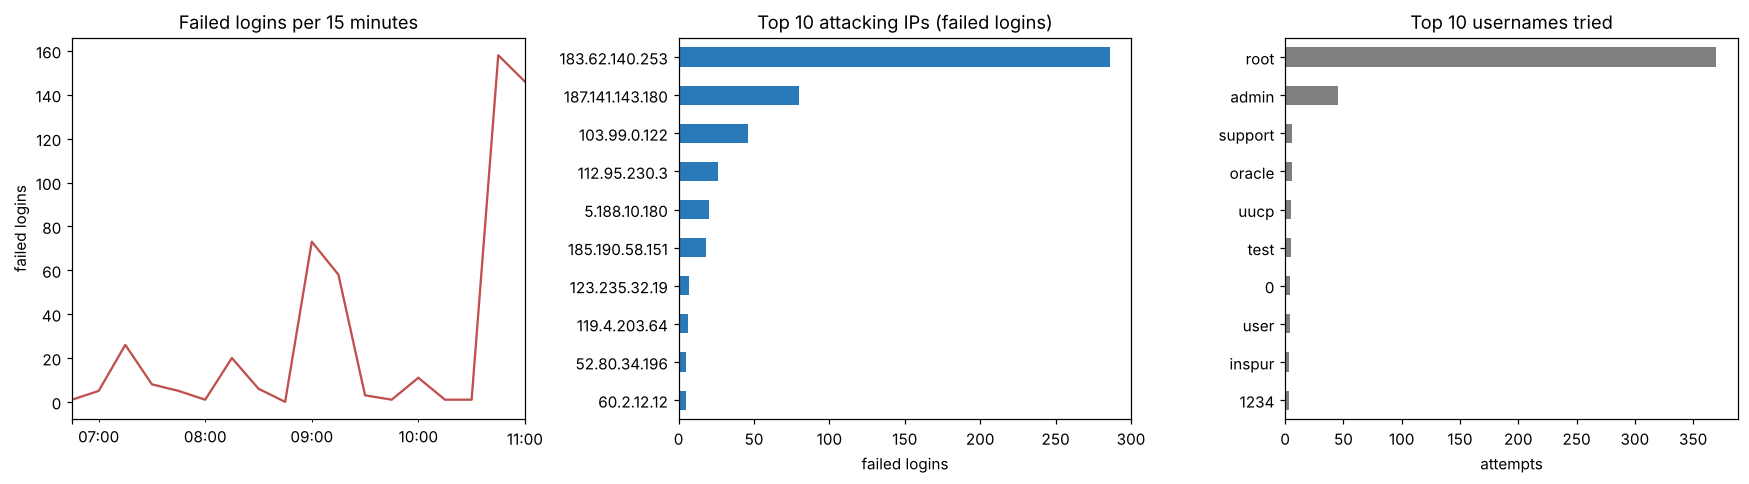 Failed logins per 15 minutes
failed logins
160
140
120
100
80
60
40
20
0
07:00
08:00
09:00
10:00
11:00
Top 10 attacking IPs (failed logins)
183.62.140.253
187.141.143.180
103.99.0.122
112.95.230.3
5.188.10.180
185.190.58.151
123.235.32.19
119.4.203.64
52.80.34.196
60.2.12.12
0
50
100
150
200
250
300
failed logins
Top 10 usernames tried
root
admin
support
oracle
uucp
test
0
user
inspur
1234
0
50
100
150
200
250
300
350
attempts